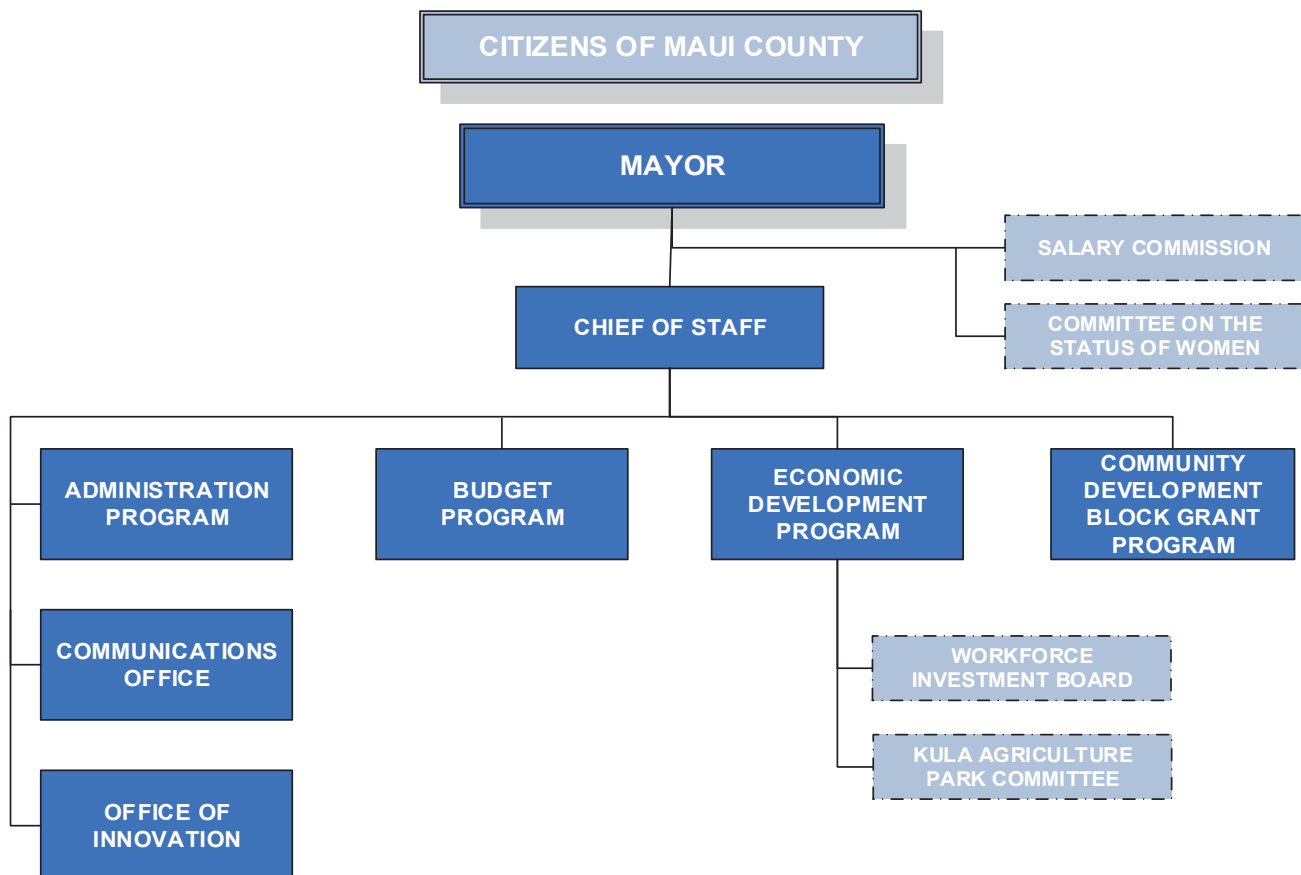 CITIZENS OF MAUI COUNTY
MAYOR
SALARY COMMISSION
COMMITTEE ON THE
STATUS OF WOMEN
CHIEF OF STAFF
ADMINISTRATION
PROGRAM
BUDGET
PROGRAM
ECONOMIC
DEVELOPMENT
PROGRAM
COMMUNITY
DEVELOPMENT
BLOCK GRANT
PROGRAM
COMMUNICATIONS
OFFICE
WORKFORCE
INVESTMENT BOARD
KULA AGRICULTURE
PARK COMMITTEE
OFFICE OF
INNOVATION